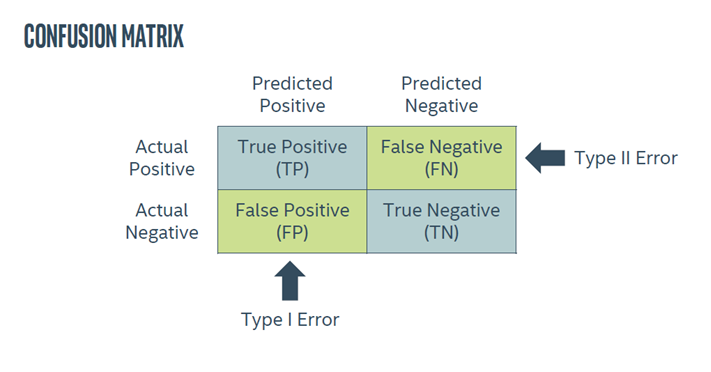 CONFUSION MATRIX
Predicted
Positive
Predicted
Negative
Actual
Positive
True Positive
(TP)
False Negative
(FN)
Type II Error
Actual
Negative
False Positive
(FP)
True Negative
(TN)
Type I Error